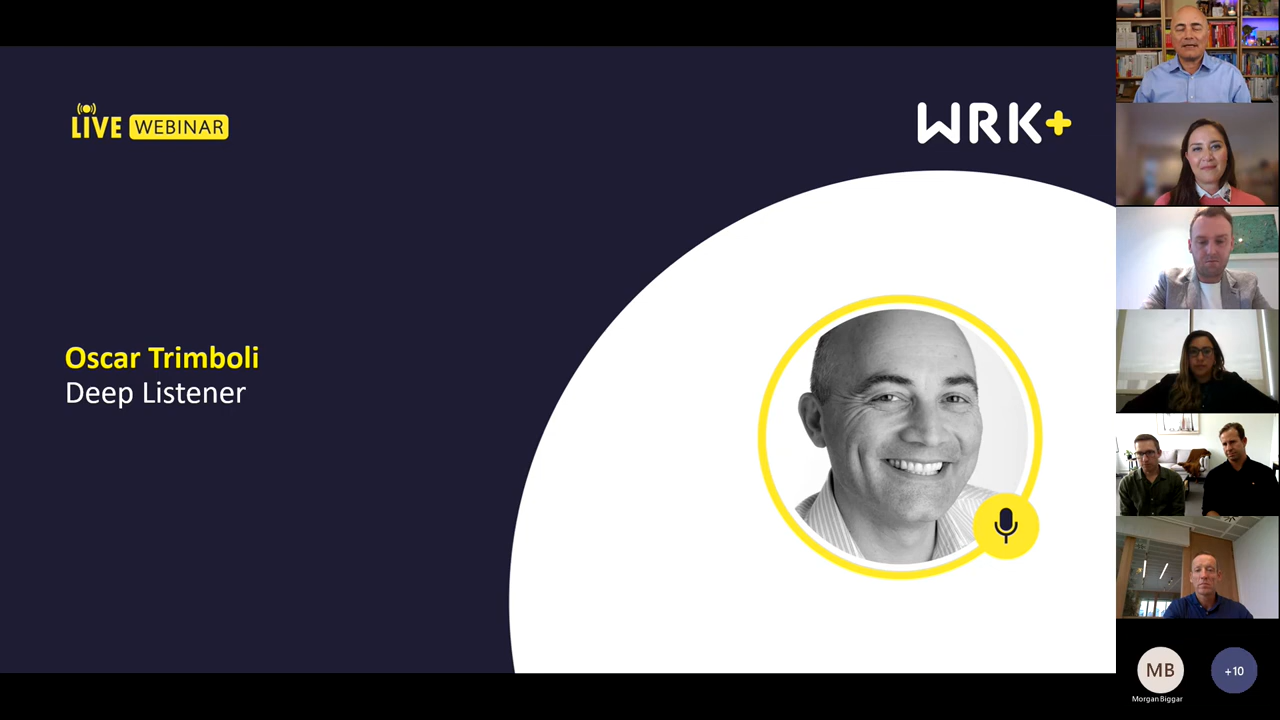 LIVE WEBINAR
WRK+
Oscar Trimboli
Deep Listener
MB
+10
Morgan Biggar